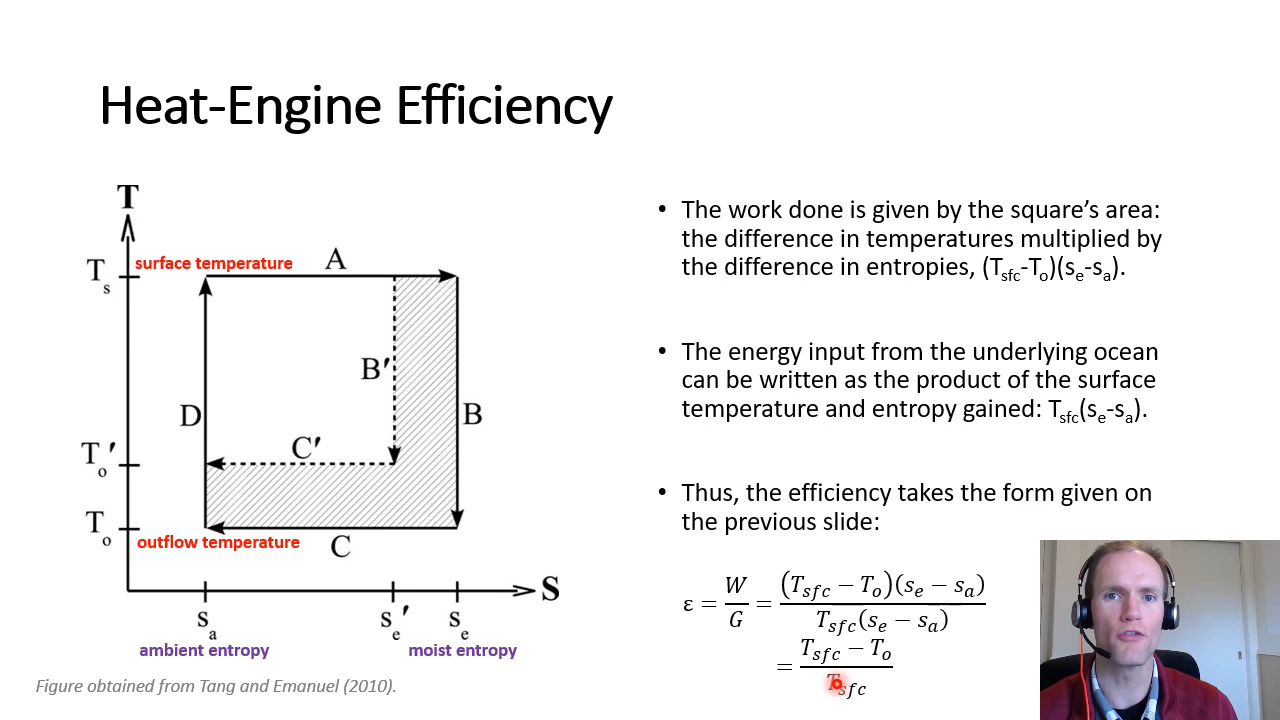 Heat-Engine Efficiency
T
T_s
surface temperature
A
B'
D
B
T_o'
C'
T_o
outflow temperature
C
S
s_a
s_e'
s_e
ambient entropy
moist entropy
Figure obtained from Tang and Emanuel (2010).
• The work done is given by the square’s area:
the difference in temperatures multiplied by
the difference in entropies, (T_sfc-T_o)(s_e-s_a).
• The energy input from the underlying ocean
can be written as the product of the surface
temperature and entropy gained: T_sfc(s_e-s_a).
• Thus, the efficiency takes the form given on
the previous slide:
ε = W/G = (T_sfc − T_o)(s_e − s_a)/T_sfc(s_e − s_a)
= T_sfc − T_o/T_sfc